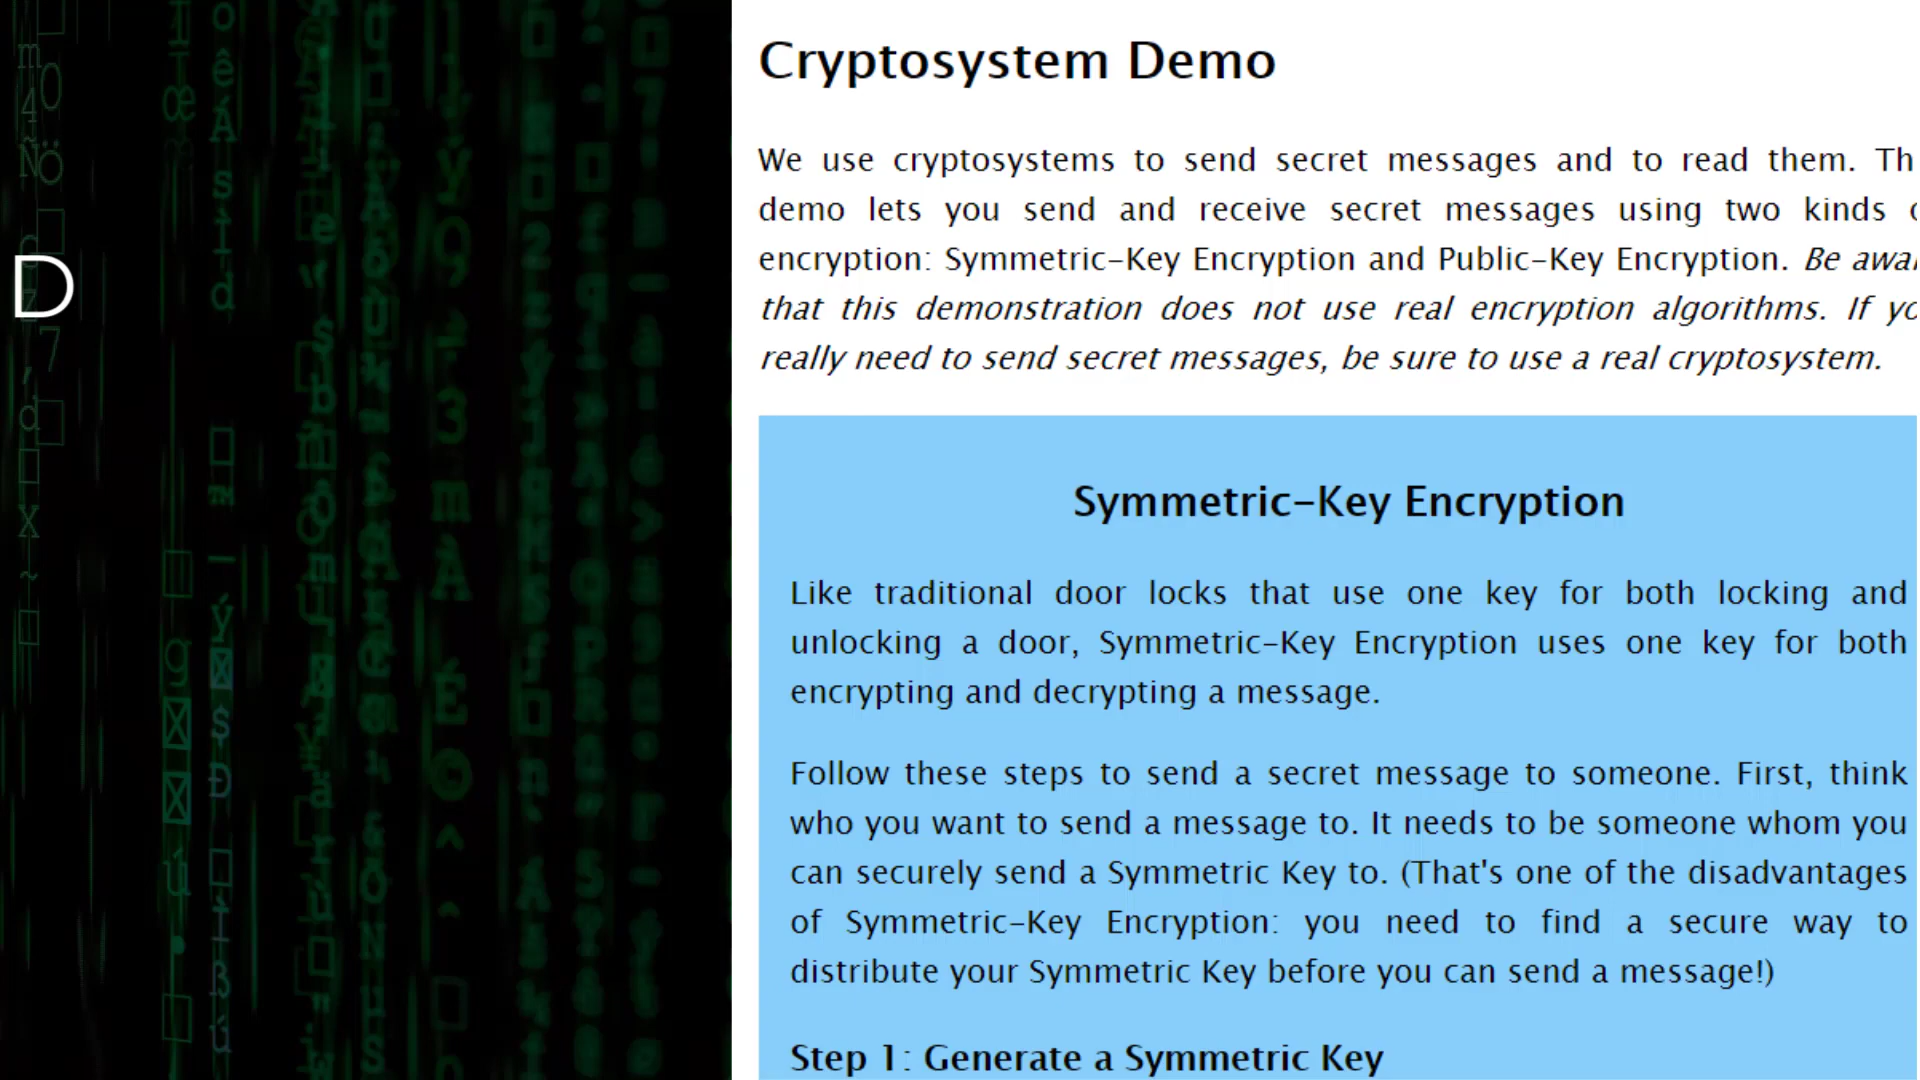 D
Cryptosystem Demo
We use cryptosystems to send secret messages and to read them.
demo lets you send and receive secret messages using two kinds
encryption: Symmetric-Key Encryption and Public-Key Encryption. Be
that this demonstration does not use real encryption algorithms. If
really need to send secret messages, be sure to use a real cryptosystem.
Symmetric-Key Encryption
Like traditional door locks that use one key for both locking and
unlocking a door, Symmetric-Key Encryption uses one key for both
encrypting and decrypting a message.
Follow these steps to send a secret message to someone. First, think
who you want to send a message to. It needs to be someone whom you
can securely send a Symmetric Key to. (That's one of the disadvantages
of Symmetric-Key Encryption: you need to find a secure way to
distribute your Symmetric Key before you can send a message!)
Step 1: Generate a Symmetric Key